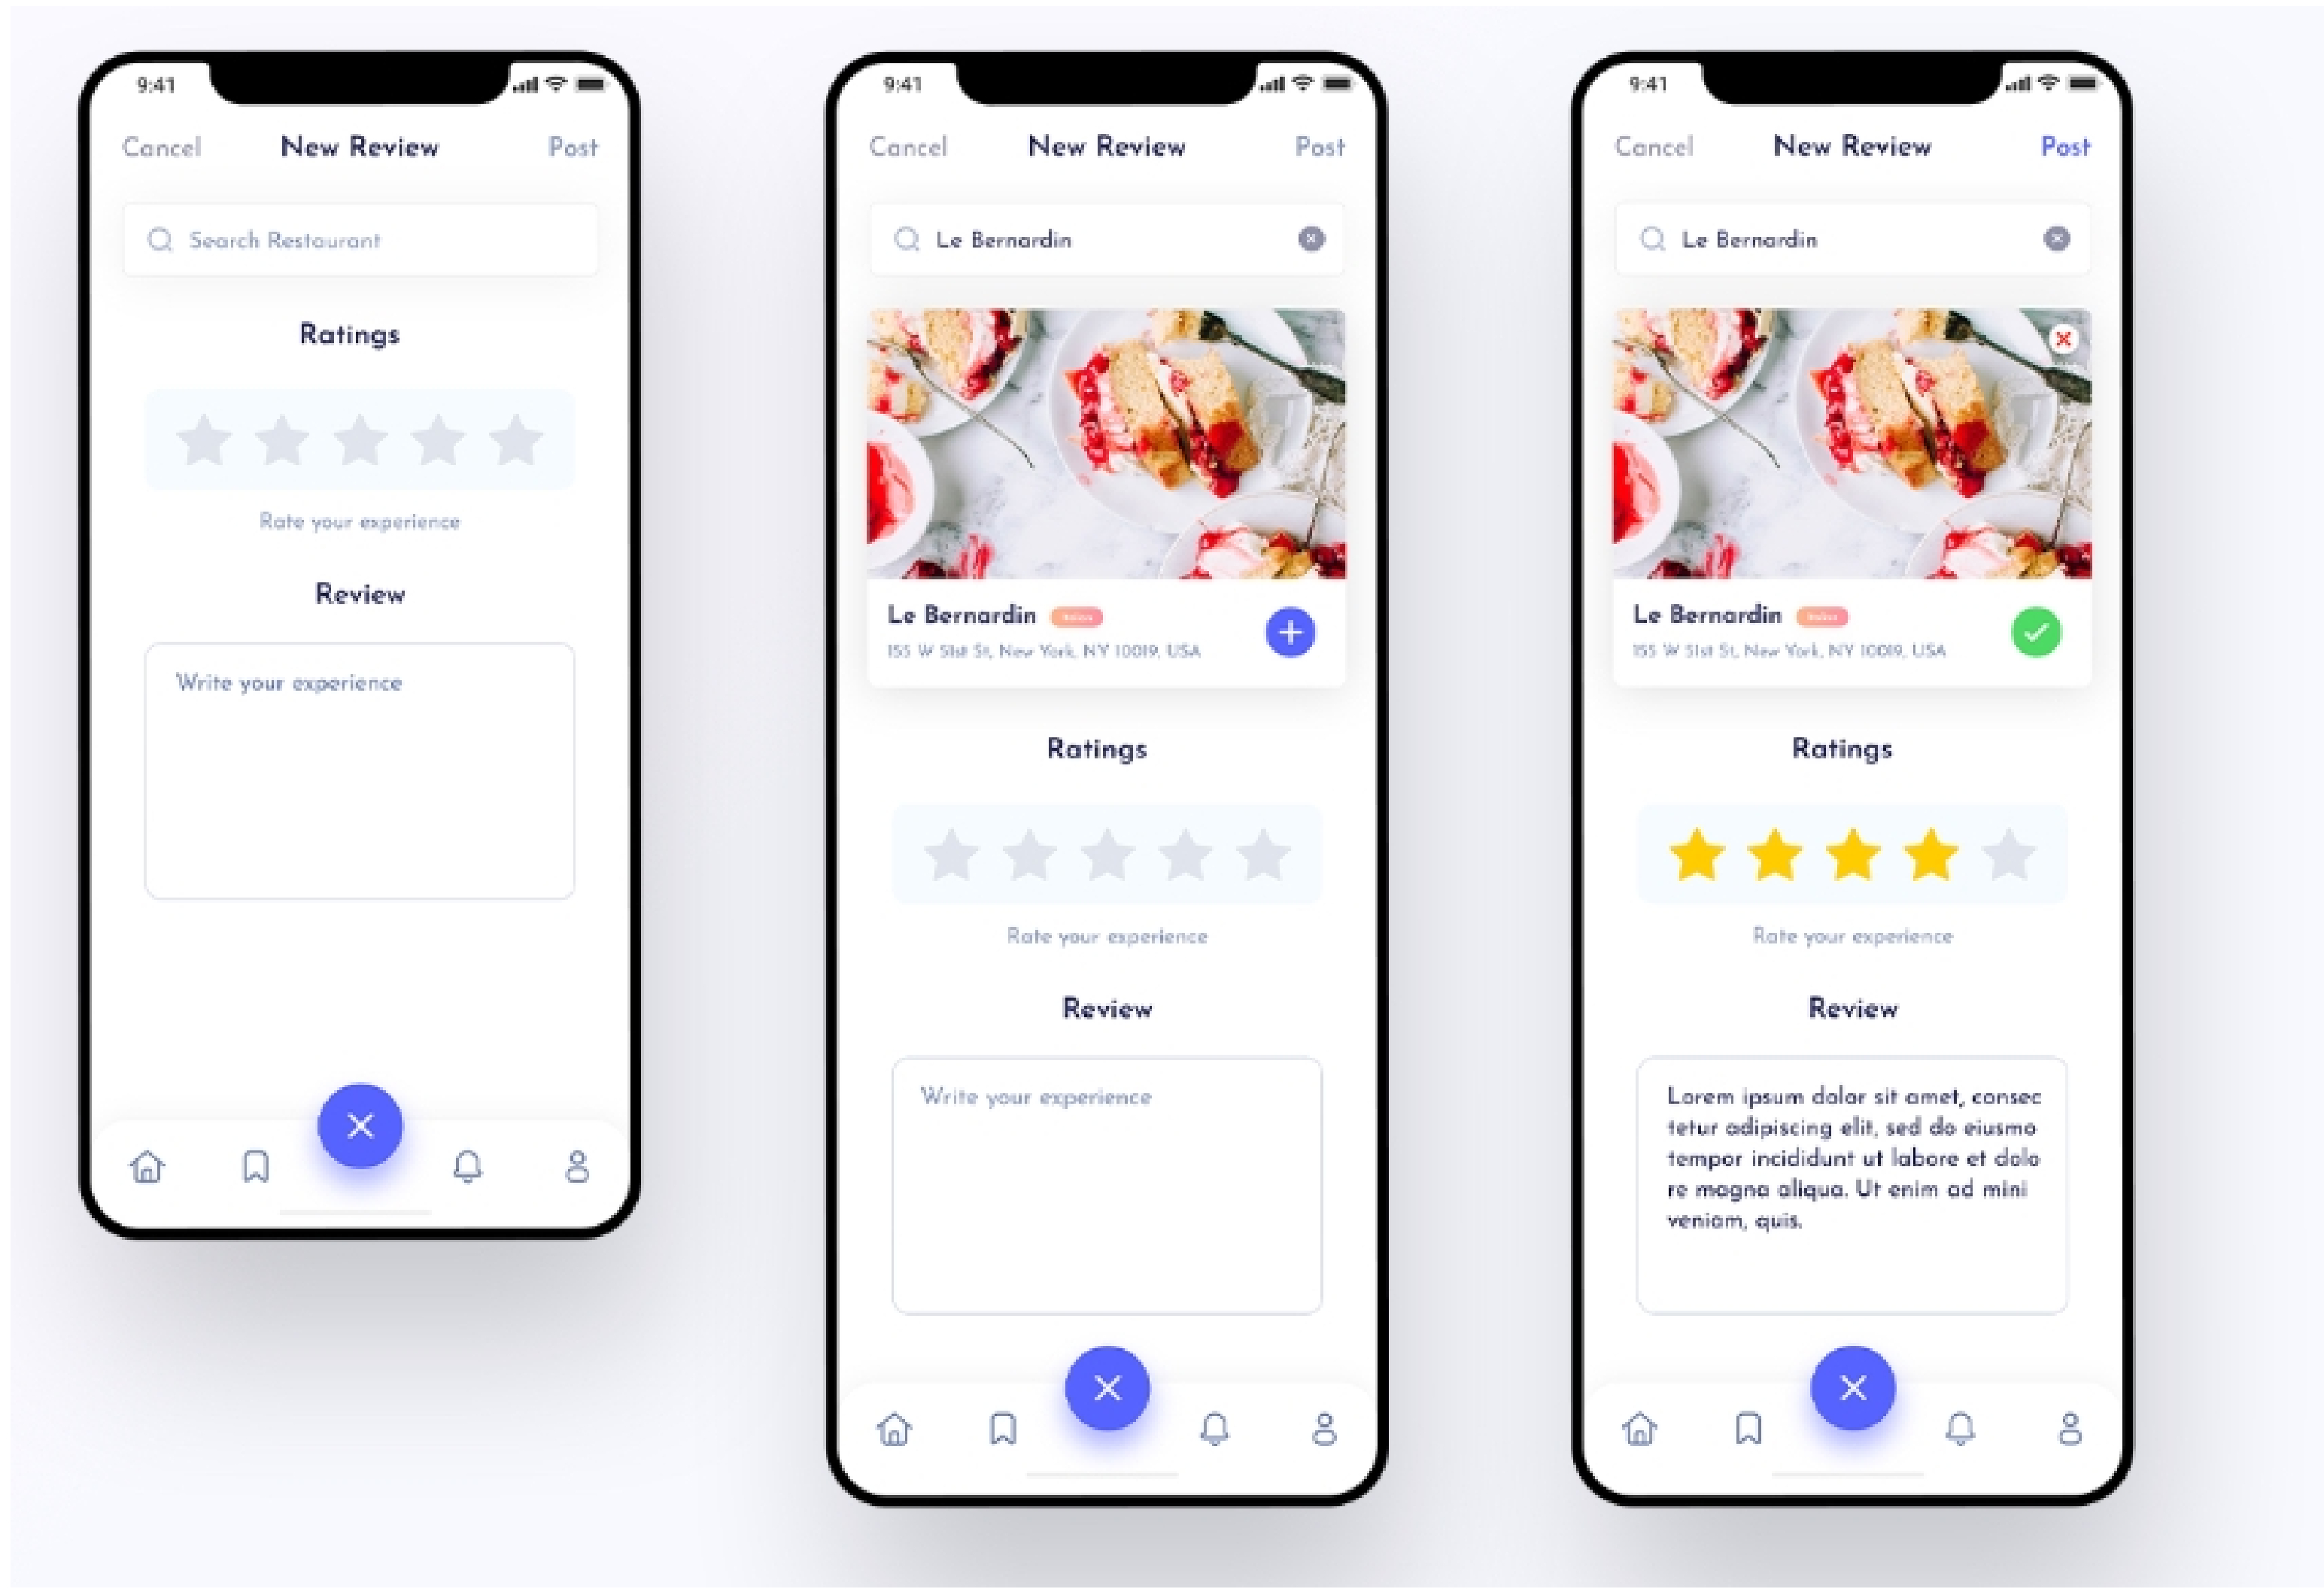 9:41
Cancel New Review Post
Search Restaurant
Ratings
Rate your experience
Review
Write your experience
9:41
Cancel New Review Post
Le Bernardin
Le Bernardin
155 W 51st St, New York, NY 10019, USA
Ratings
Rate your experience
Review
Write your experience
9:41
Cancel New Review Post
Le Bernardin
Le Bernardin
155 W 51st St, New York, NY 10019, USA
Ratings
Rate your experience
Review
Lorem ipsum dolor sit amet, consec
tetur adipiscing elit, sed do eiusmo
tempor incididunt ut labore et dolo
re magna aliqua. Ut enim ad mini
veniam, quis.